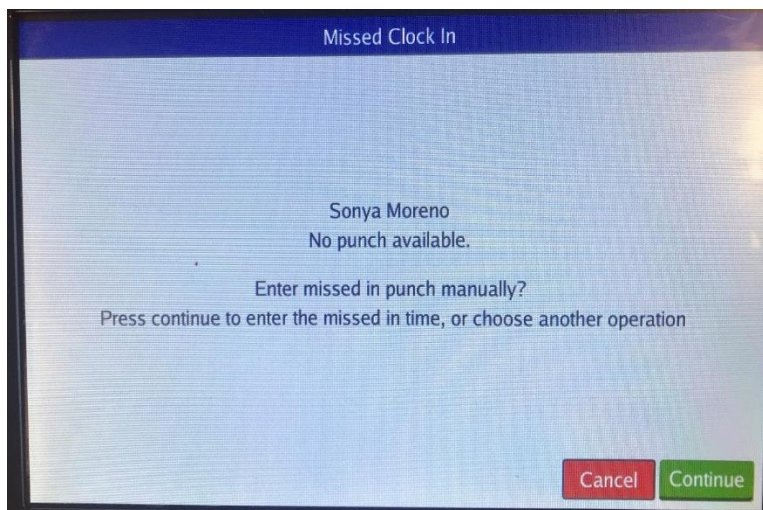 Missed Clock In
Sonya Moreno
No punch available.
Enter missed in punch manually?
Press continue to enter the missed in time, or choose another operation
Cancel Continue